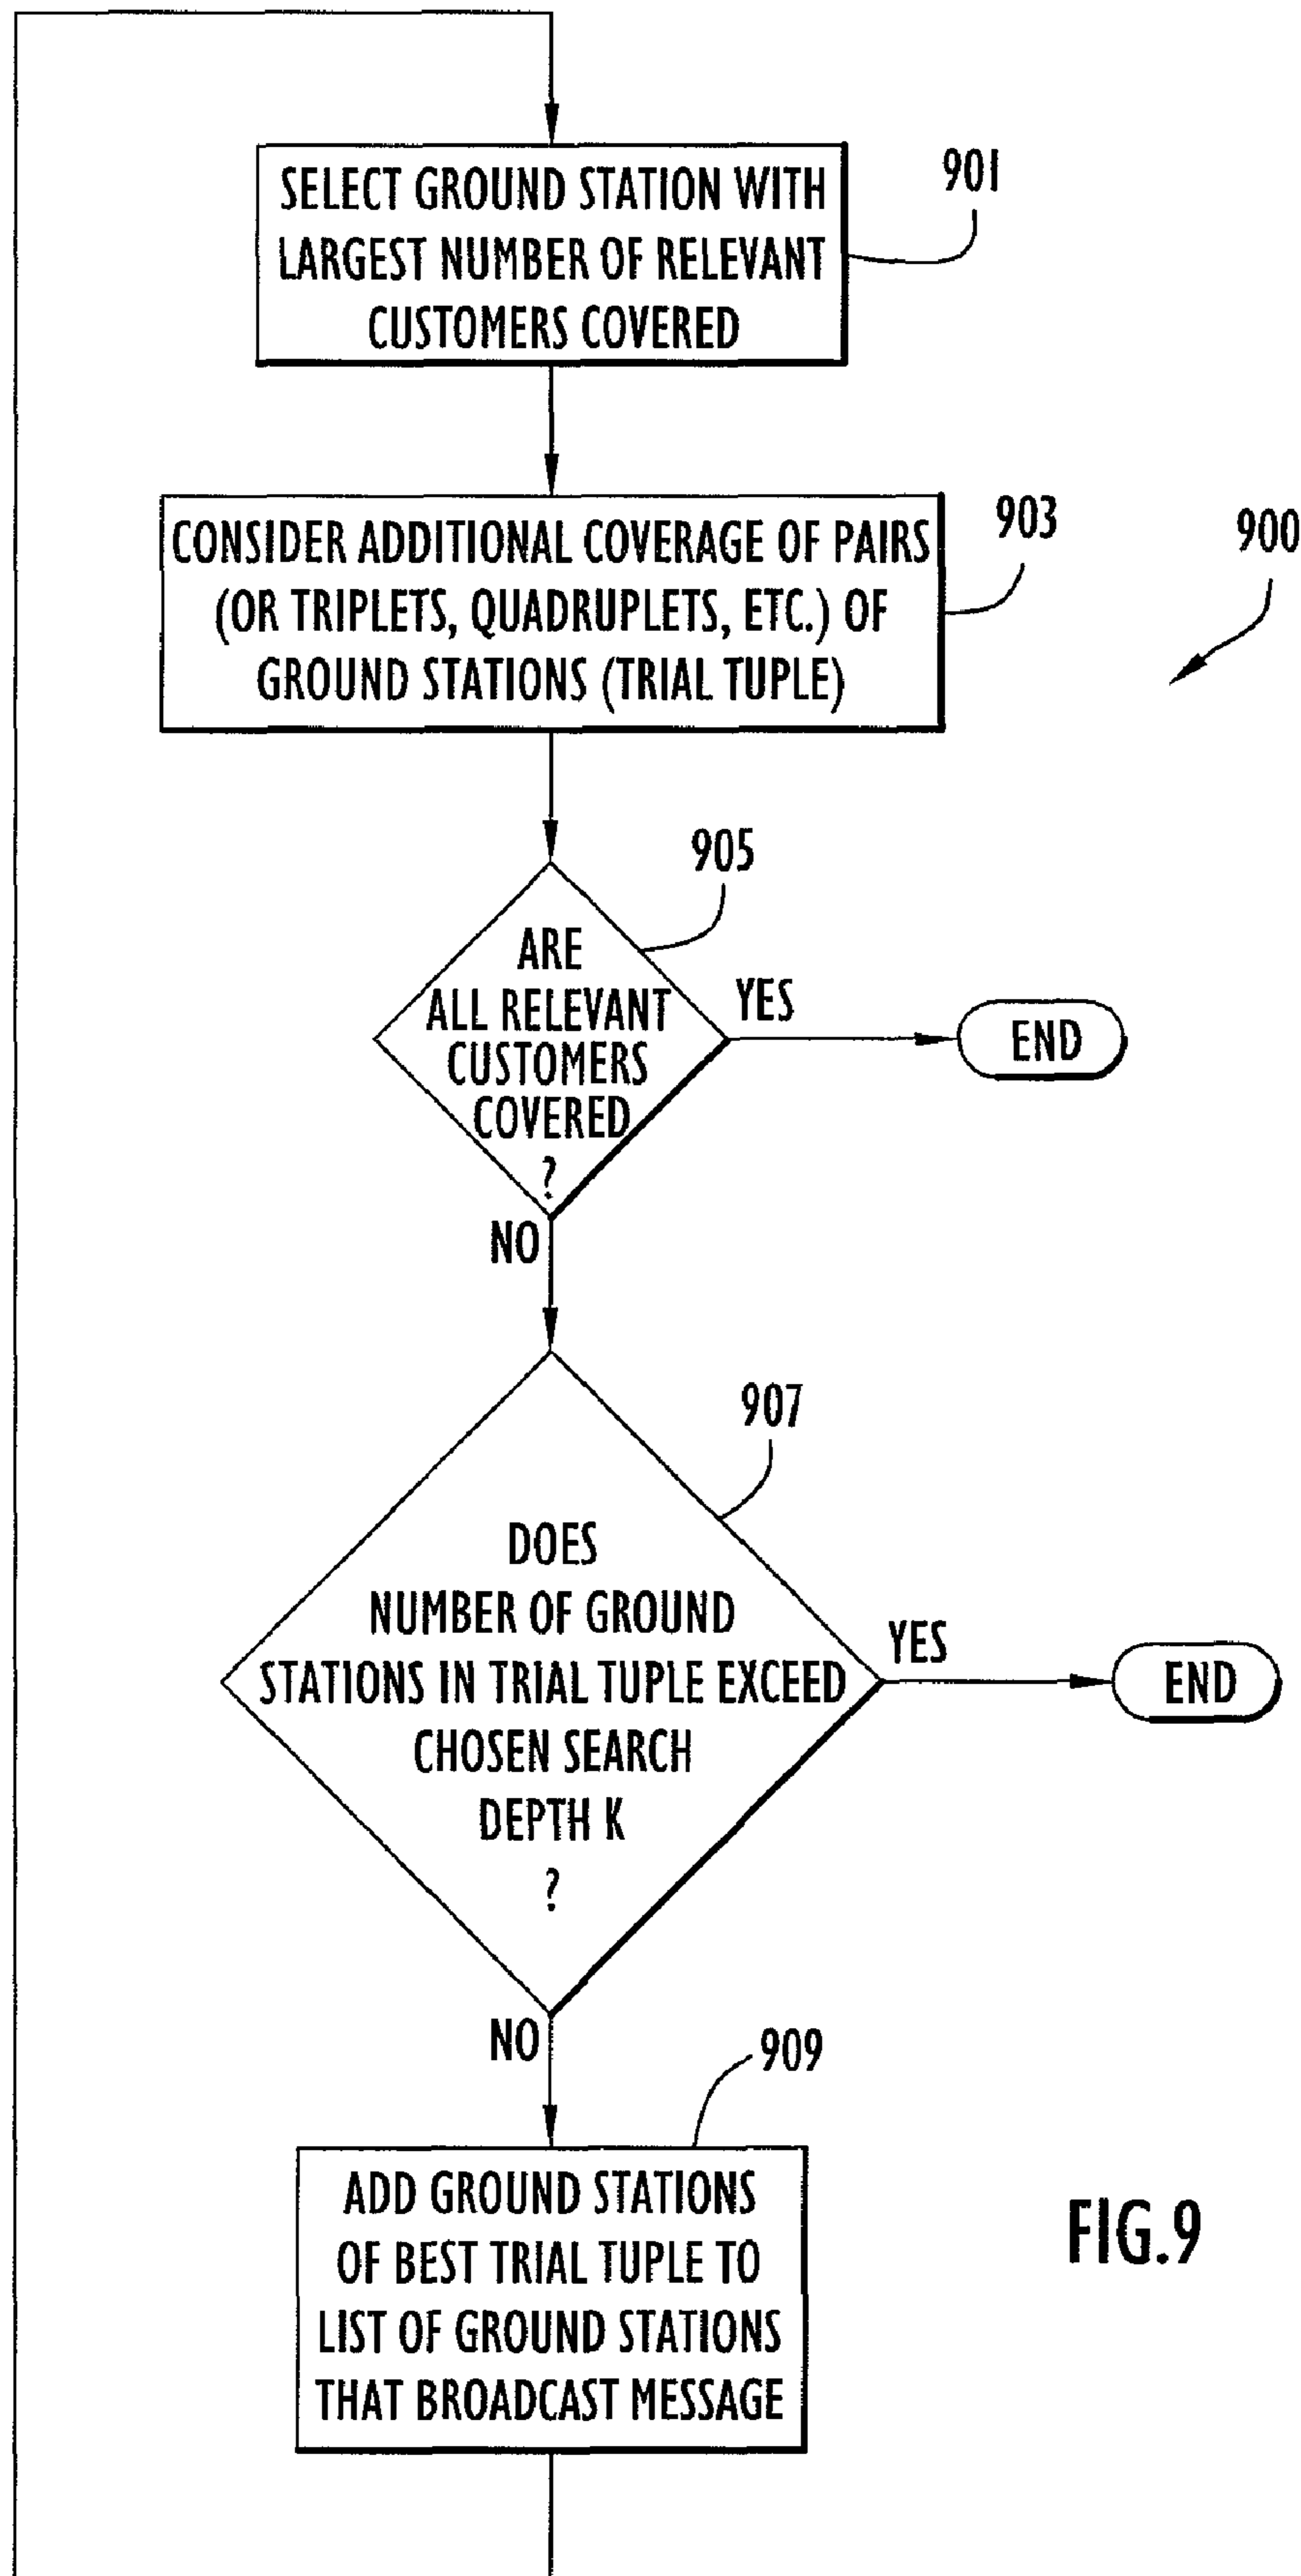 SELECT GROUND STATION WITH
LARGEST NUMBER OF RELEVANT
CUSTOMERS COVERED
901
CONSIDER ADDITIONAL COVERAGE OF PAIRS
(OR TRIPLETS, QUADRUPLETS, ETC.) OF
GROUND STATIONS (TRIAL TUPLE)
903
900
905
ARE
ALL RELEVANT
CUSTOMERS
COVERED
?
YES
END
NO
907
DOES
NUMBER OF GROUND
STATIONS IN TRIAL TUPLE EXCEED
CHOSEN SEARCH
DEPTH K
?
YES
END
NO
909
ADD GROUND STATIONS
OF BEST TRIAL TUPLE TO
LIST OF GROUND STATIONS
THAT BROADCAST MESSAGE
FIG.9